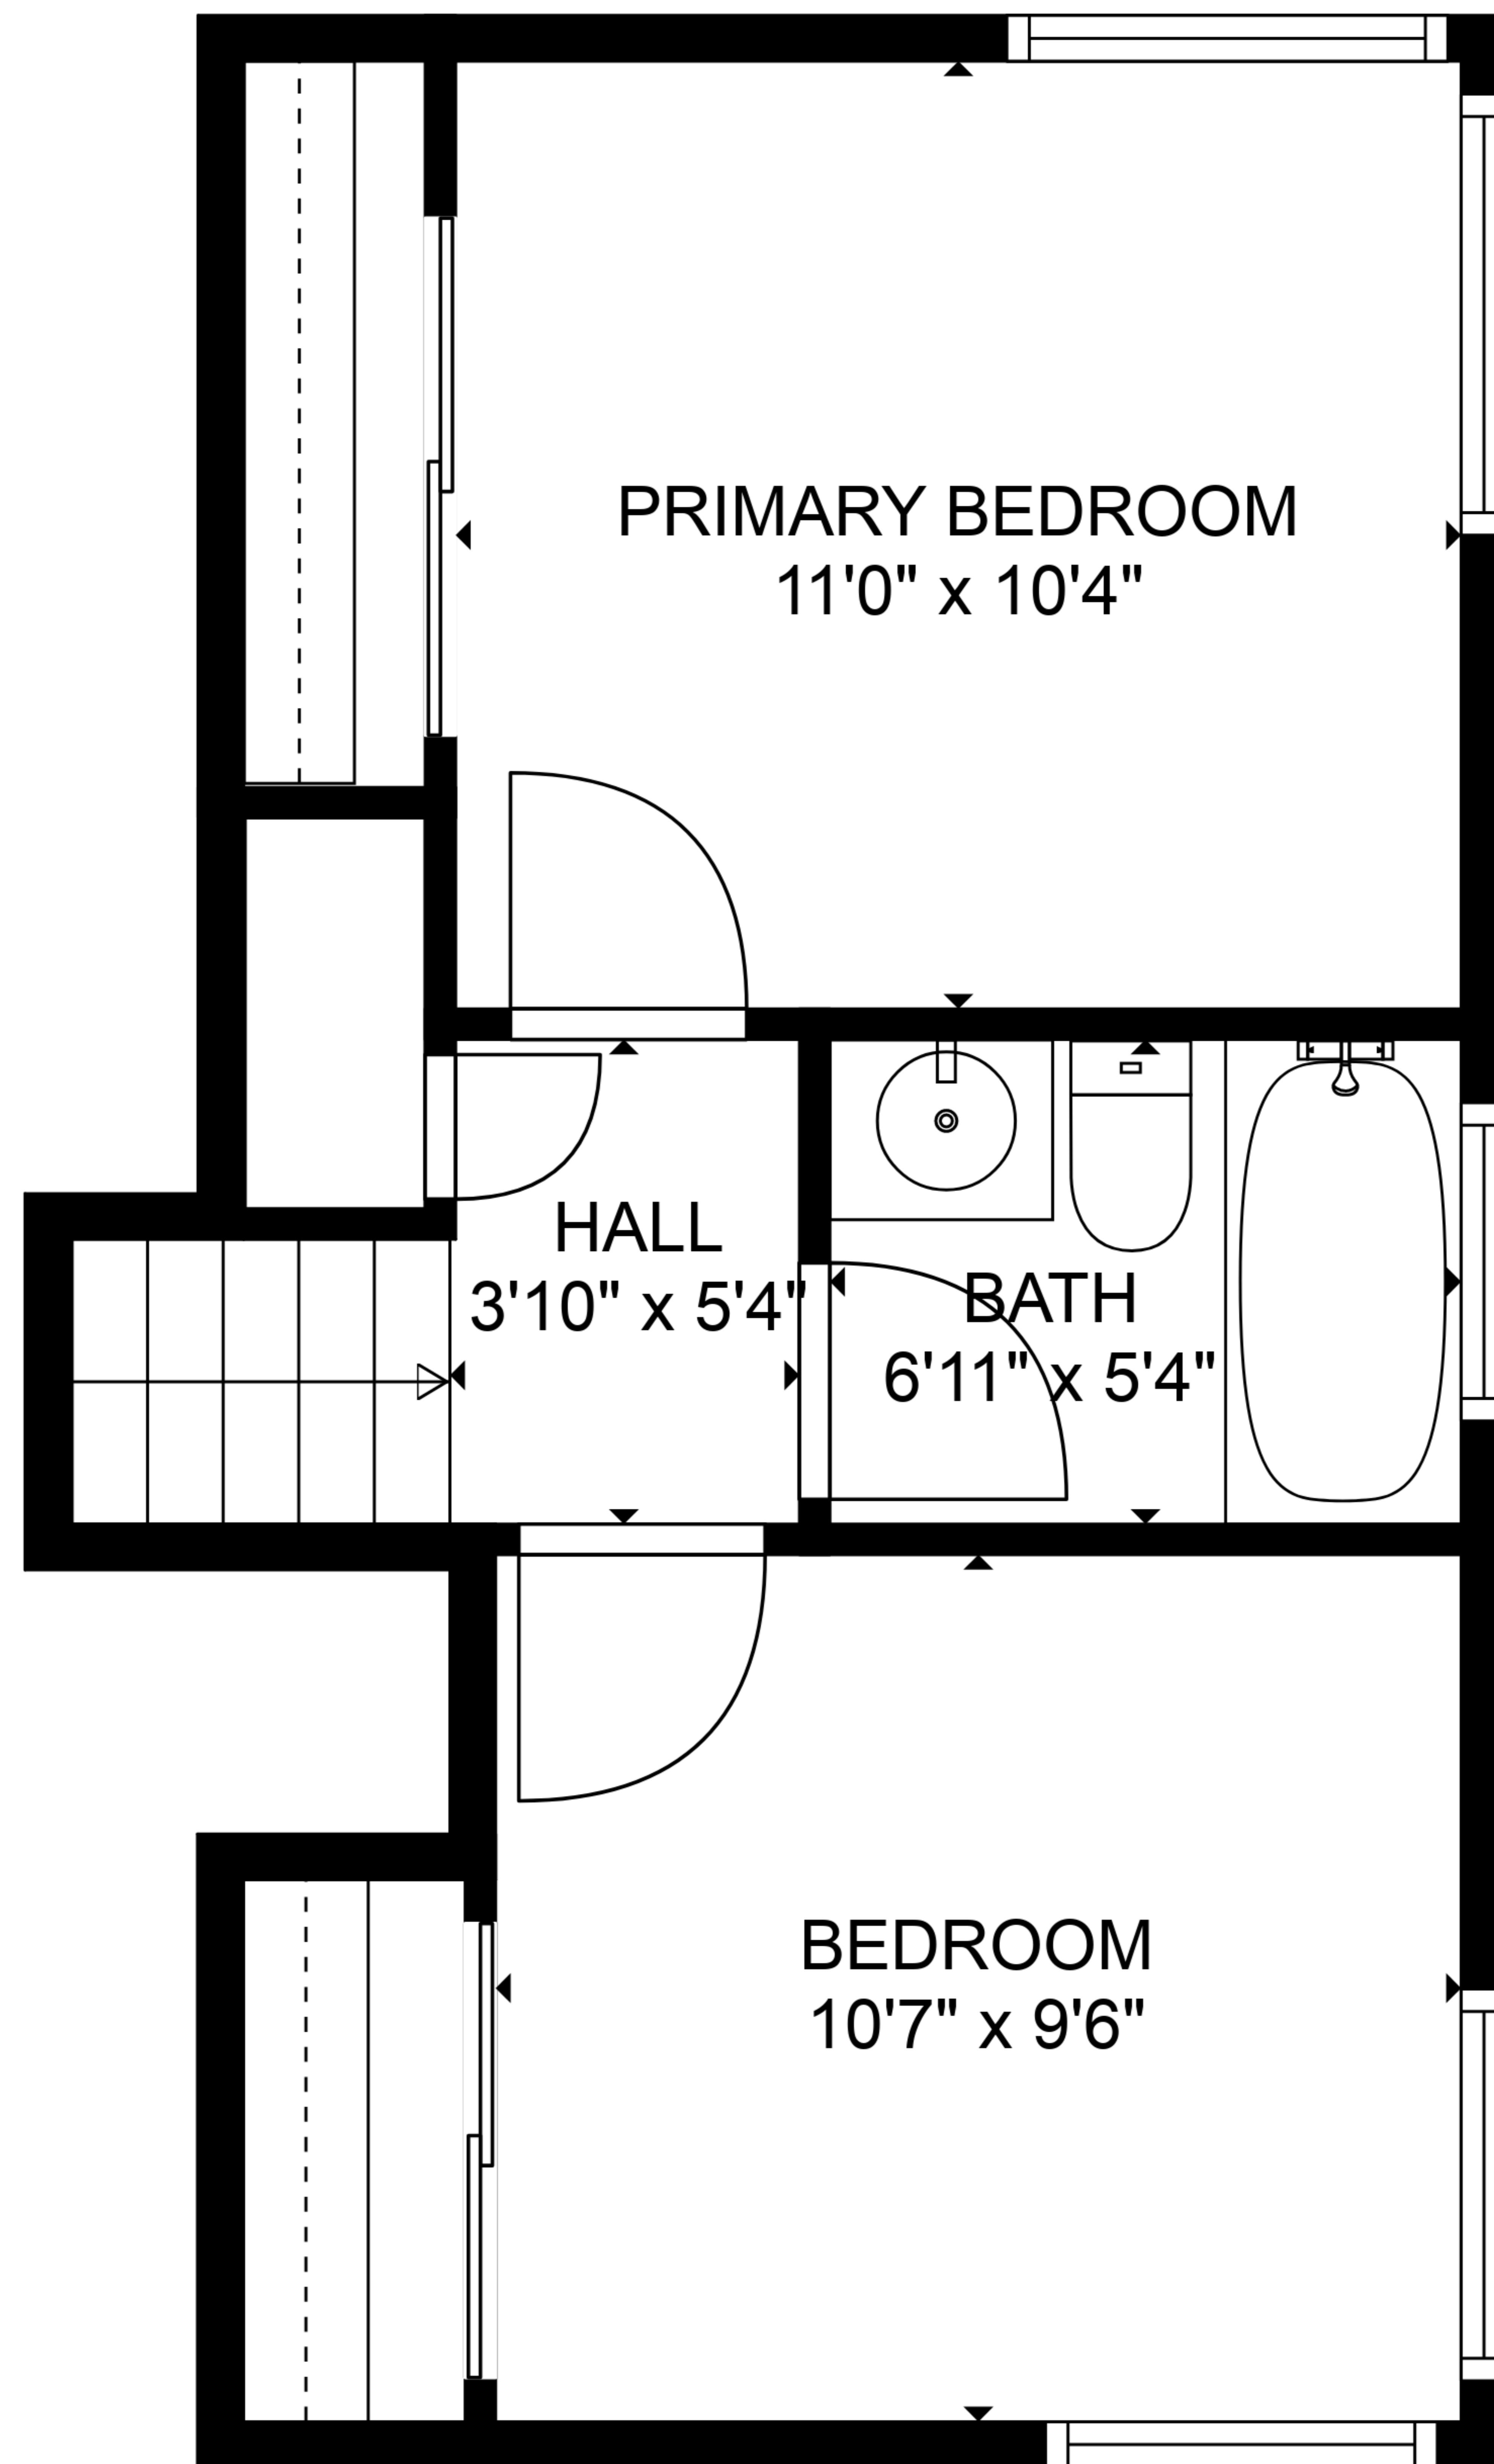 PRIMARY BEDROOM
11'0" x 10'4"
HALL
3'10" x 5'4"
BATH
6'11" x 5'4"
BEDROOM
10'7" x 9'6"